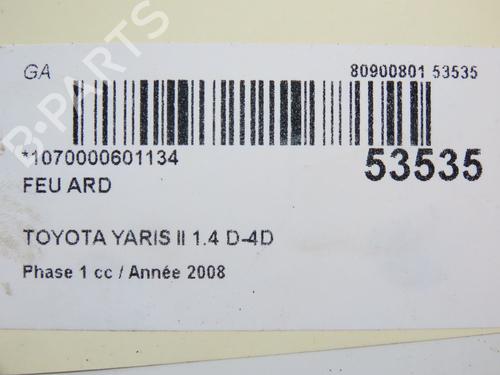 GA 80900801 53535
*1070000601134 53535
FEU ARD
TOYOTA YARIS II 1.4 D-4D
Phase 1 cc / Année 2008
B-PARTS